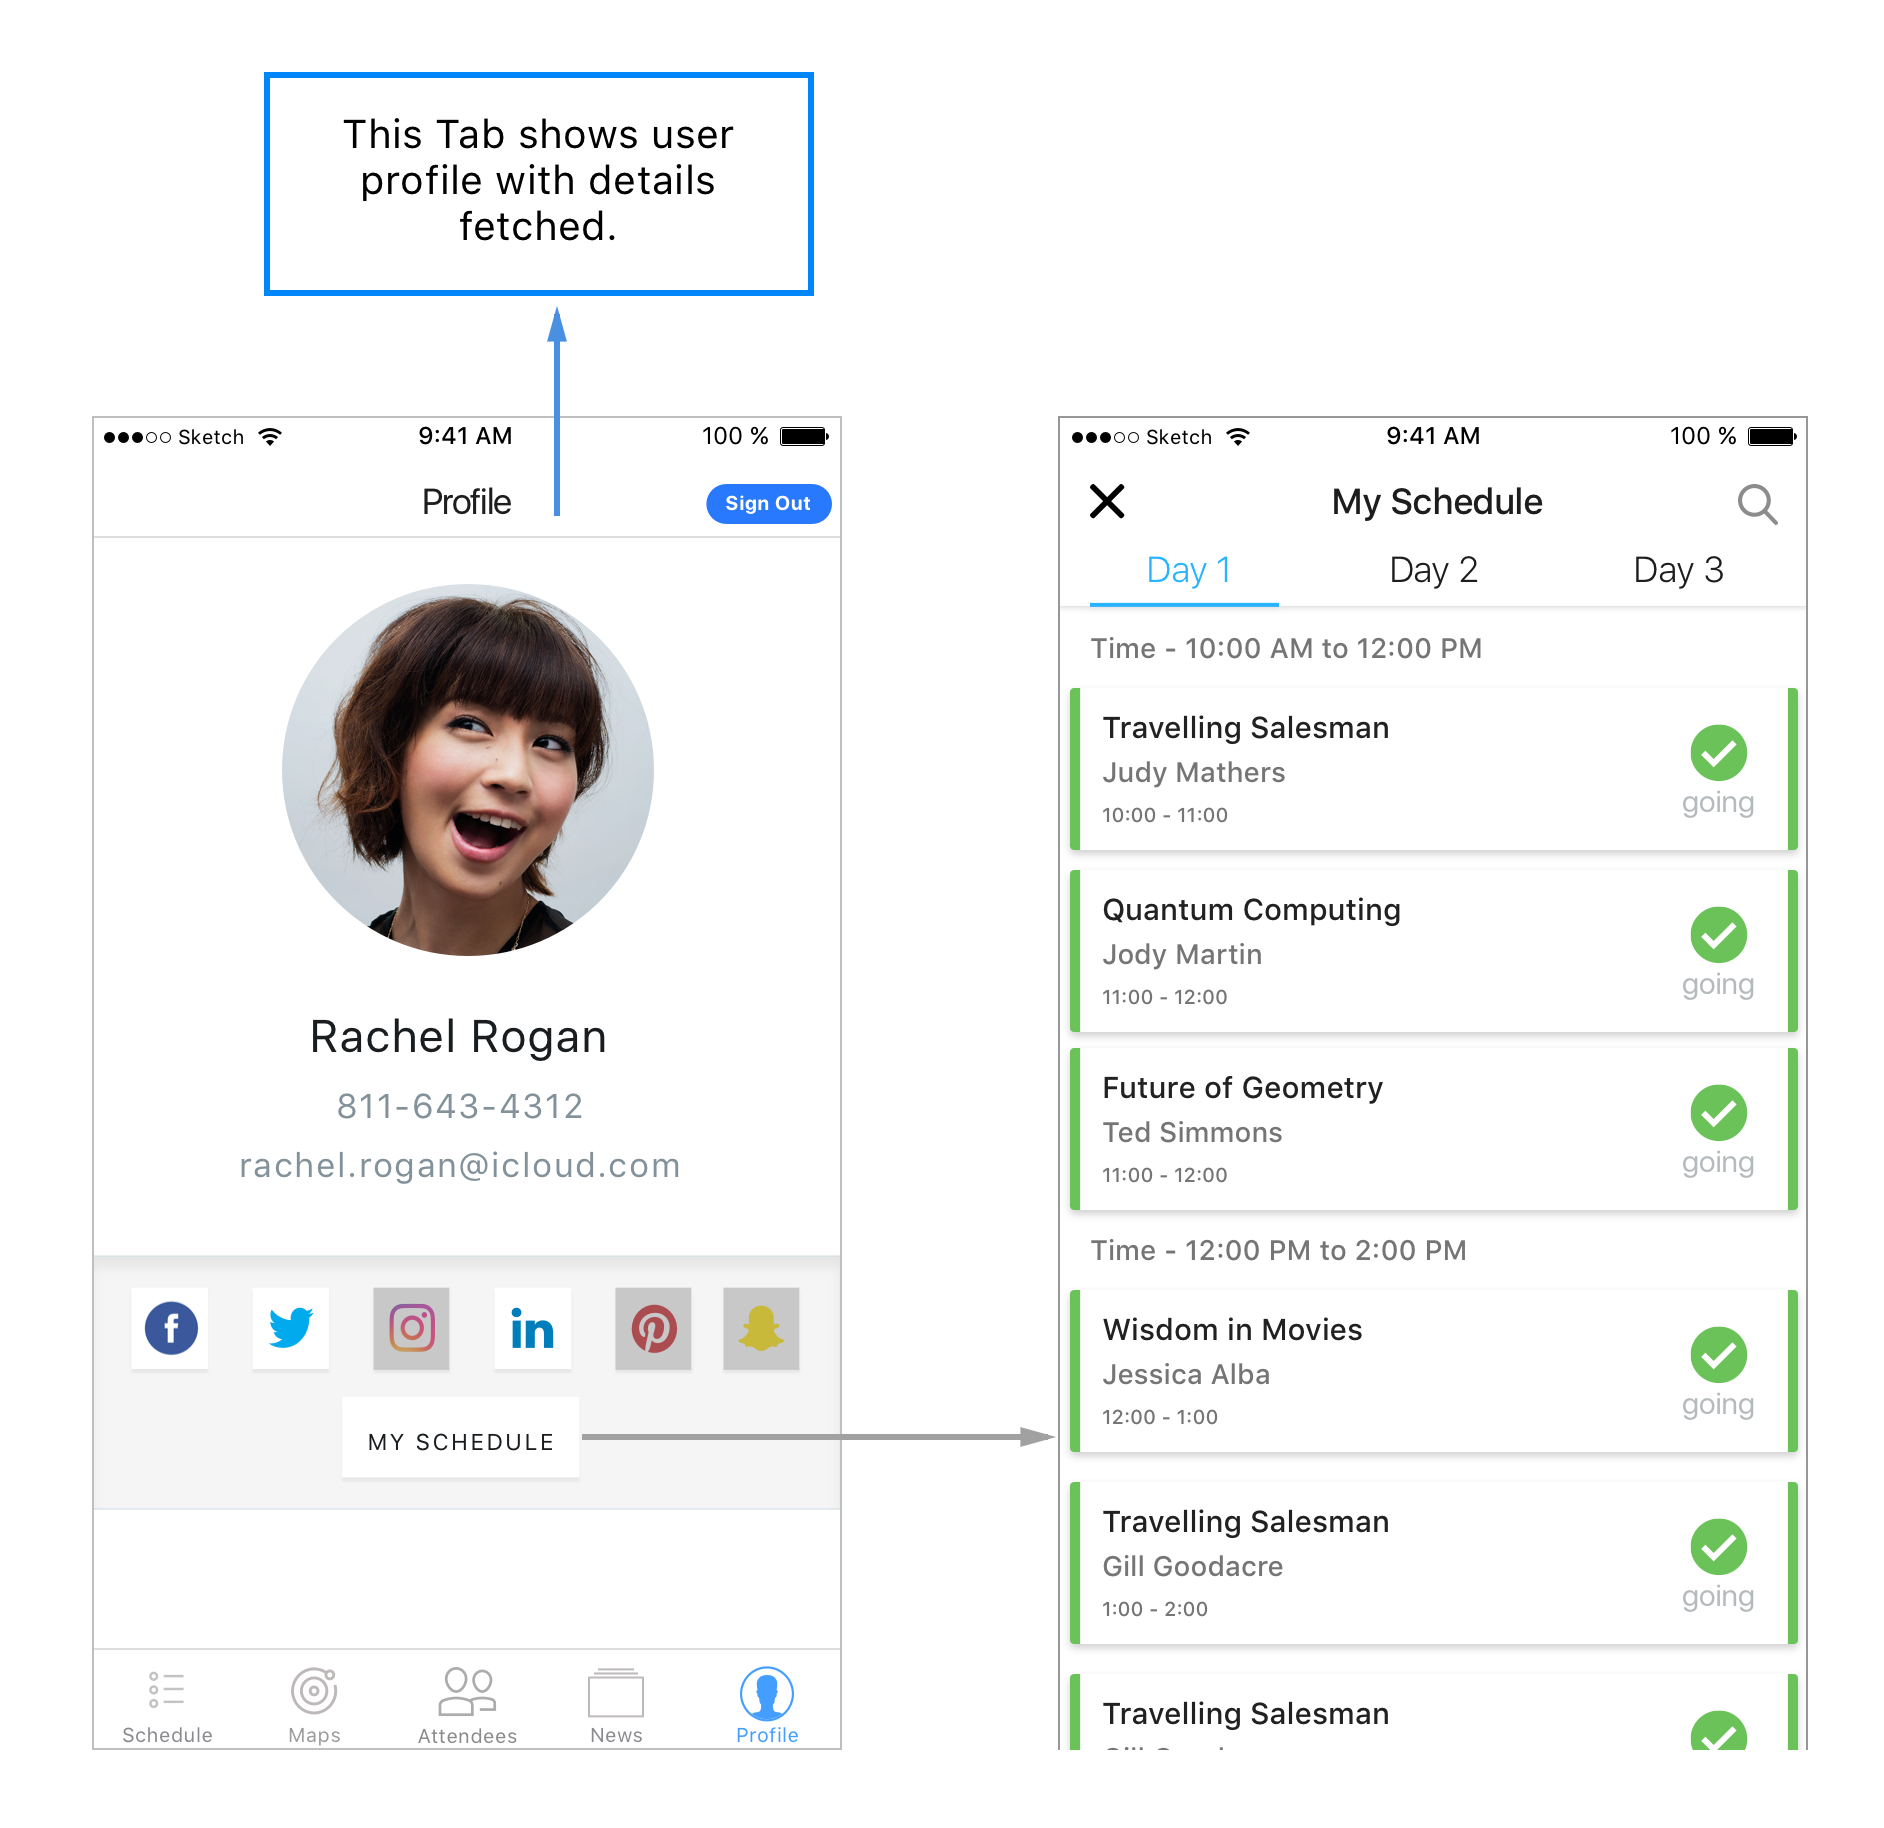 This Tab shows user
profile with details
fetched.
Sketch 9:41 AM 100 %
Profile Sign Out
Rachel Rogan
811-643-4312
rachel.rogan@icloud.com
MY SCHEDULE
Schedule Maps Attendees News Profile
Sketch 9:41 AM 100 %
My Schedule
Day 1 Day 2 Day 3
Time - 10:00 AM to 12:00 PM
Travelling Salesman
Judy Mathers
going
10:00 - 11:00
Quantum Computing
Jody Martin
going
11:00 - 12:00
Future of Geometry
Ted Simmons
going
11:00 - 12:00
Time - 12:00 PM to 2:00 PM
Wisdom in Movies
Jessica Alba
going
12:00 - 1:00
Travelling Salesman
Gill Goodacre
going
1:00 - 2:00
Travelling Salesman